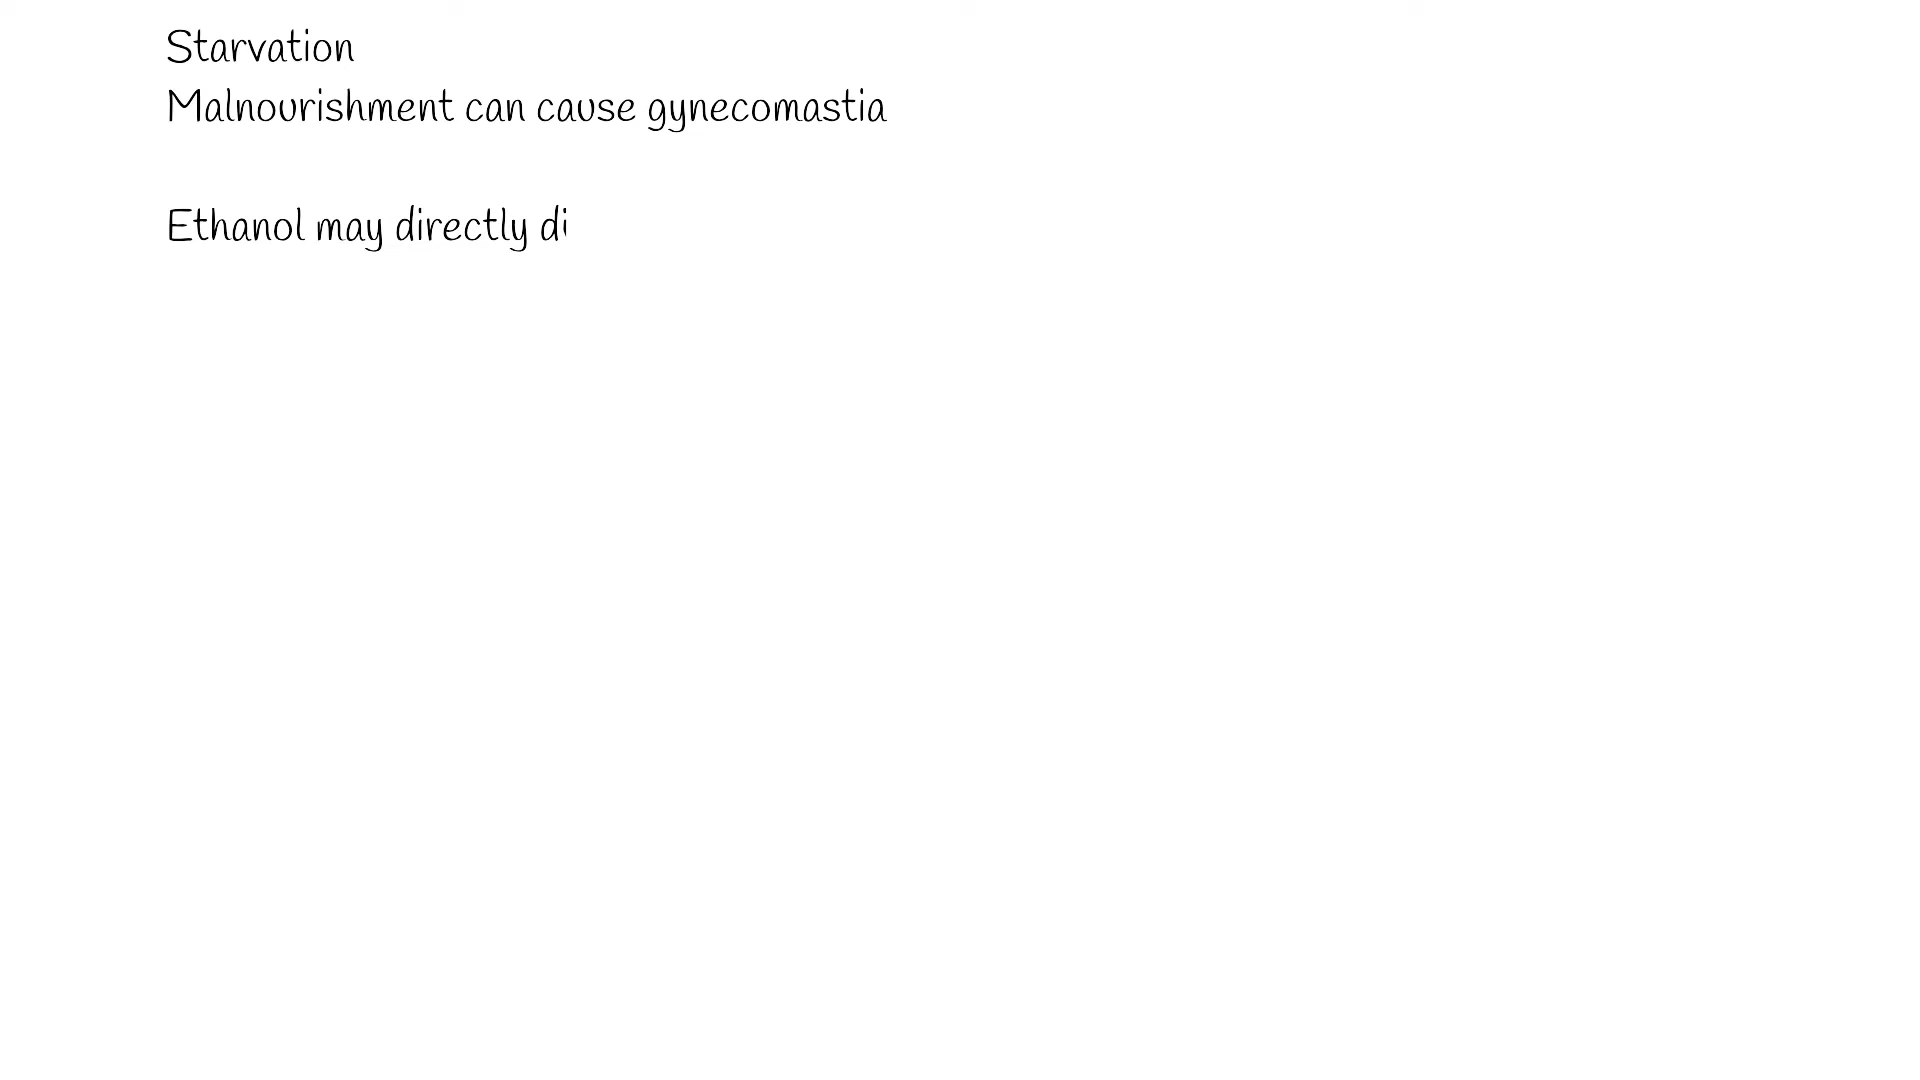 Starvation
Malnourishment can cause gynecomastia
Ethanol may directly di